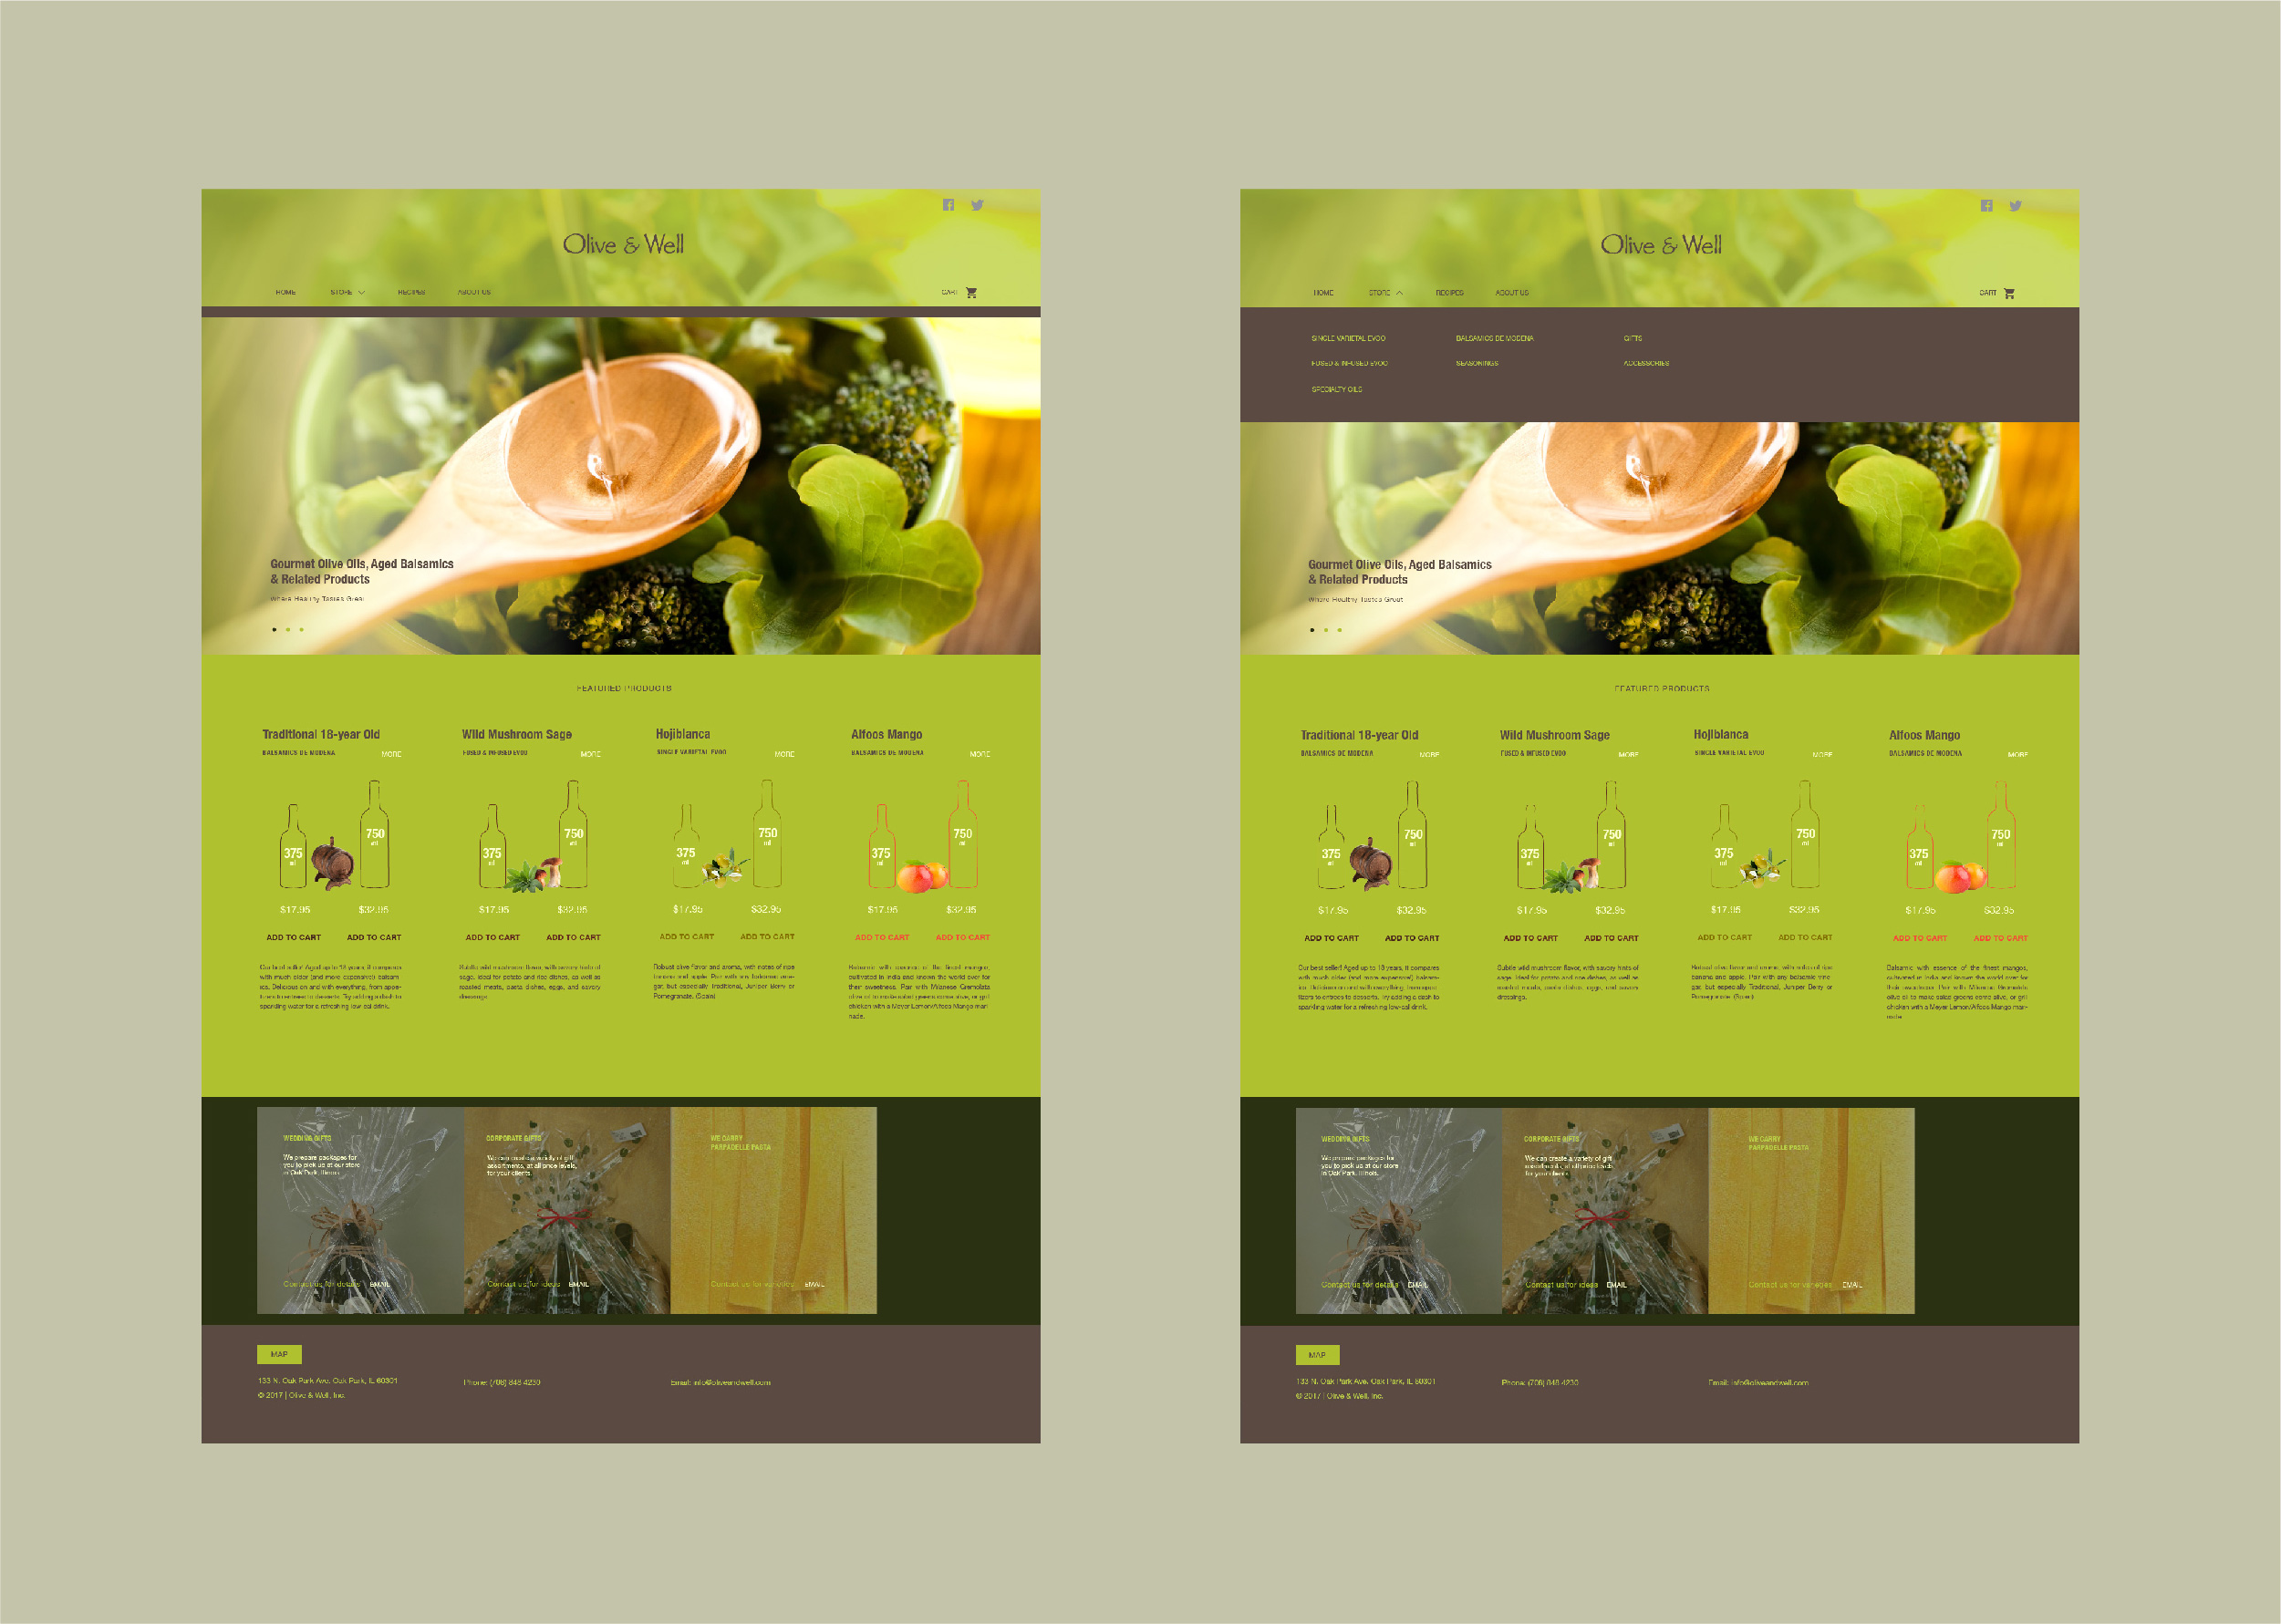 Olive & Well
HOME STORE RECIPES ABOUT US CART
Gourmet Olive Oils, Aged Balsamics
& Related Products
Where Healthy Tastes Great
FEATURED PRODUCTS
Traditional 18-year Old
BALSAMICS DE MODENA MORE
375
ml
750
ml
$17.95 $32.95
ADD TO CART ADD TO CART
Our best seller! Aged up to 18 years, it compares
with much older (and more expensive!) balsam-
ics. Delicious on and with everything, from appe-
tizers to entrees to desserts. Try adding a dash to
sparkling water for a refreshing low-cal drink.
Wild Mushroom Sage
FUSED & INFUSED EVOO MORE
375
ml
750
ml
$17.95 $32.95
ADD TO CART ADD TO CART
Subtle wild mushroom flavor, with savory hints of
sage. Ideal for potato and rice dishes, as well as
roasted meats, pasta dishes, eggs, and savory
dressings.
Hojiblanca
SINGLE VARIETAL EVOO MORE
375
ml
750
ml
$17.95 $32.95
ADD TO CART ADD TO CART
Robust olive flavor and aroma, with notes of ripe
banana and apple. Pair with any balsamic vine-
gar, but especially Traditional, Juniper Berry or
Pomegranate. (Spain)
Alfoos Mango
BALSAMICS DE MODENA MORE
375
ml
750
ml
$17.95 $32.95
ADD TO CART ADD TO CART
Balsamic with essence of the finest mangos,
cultivated in India and known the world over for
their sweetness. Pair with Milanese Gremolata
olive oil to make salad greens come alive, or grill
chicken with a Meyer Lemon/Alfoos Mango mari-
nade.
WEDDING GIFTS
We prepare packages for
you to pick us at our store
in Oak Park, Illinois.
Contact us for details EMAIL
CORPORATE GIFTS
We can create a variety of gift
assortments, at all price levels,
for your clients.
Contact us for ideas EMAIL
WE CARRY
PARPADELLE PASTA
Contact us for varieties EMAIL
MAP
133 N. Oak Park Ave. Oak Park, IL 60301
© 2017 | Olive & Well, Inc.
Phone: (708) 848 4230
Email: info@oliveandwell.com
Olive & Well
HOME STORE RECIPES ABOUT US CART
SINGLE VARIETAL EVOO BALSAMICS DE MODENA GIFTS
FUSED & INFUSED EVOO SEASONINGS ACCESSORIES
SPECIALTY OILS
Gourmet Olive Oils, Aged Balsamics
& Related Products
Where Healthy Tastes Great
FEATURED PRODUCTS
Traditional 18-year Old
BALSAMICS DE MODENA MORE
375
ml
750
ml
$17.95 $32.95
ADD TO CART ADD TO CART
Our best seller! Aged up to 18 years, it compares
with much older (and more expensive!) balsam-
ics. Delicious on and with everything, from appe-
tizers to entrees to desserts. Try adding a dash to
sparkling water for a refreshing low-cal drink.
Wild Mushroom Sage
FUSED & INFUSED EVOO MORE
375
ml
750
ml
$17.95 $32.95
ADD TO CART ADD TO CART
Subtle wild mushroom flavor, with savory hints of
sage. Ideal for potato and rice dishes, as well as
roasted meats, pasta dishes, eggs, and savory
dressings.
Hojiblanca
SINGLE VARIETAL EVOO MORE
375
ml
750
ml
$17.95 $32.95
ADD TO CART ADD TO CART
Robust olive flavor and aroma, with notes of ripe
banana and apple. Pair with any balsamic vine-
gar, but especially Traditional, Juniper Berry or
Pomegranate. (Spain)
Alfoos Mango
BALSAMICS DE MODENA MORE
375
ml
750
ml
$17.95 $32.95
ADD TO CART ADD TO CART
Balsamic with essence of the finest mangos,
cultivated in India and known the world over for
their sweetness. Pair with Milanese Gremolata
olive oil to make salad greens come alive, or grill
chicken with a Meyer Lemon/Alfoos Mango mari-
nade.
WEDDING GIFTS
We prepare packages for
you to pick us at our store
in Oak Park, Illinois.
Contact us for details EMAIL
CORPORATE GIFTS
We can create a variety of gift
assortments, at all price levels,
for your clients.
Contact us for ideas EMAIL
WE CARRY
PARPADELLE PASTA
Contact us for varieties EMAIL
MAP
133 N. Oak Park Ave. Oak Park, IL 60301
© 2017 | Olive & Well, Inc.
Phone: (708) 848 4230
Email: info@oliveandwell.com